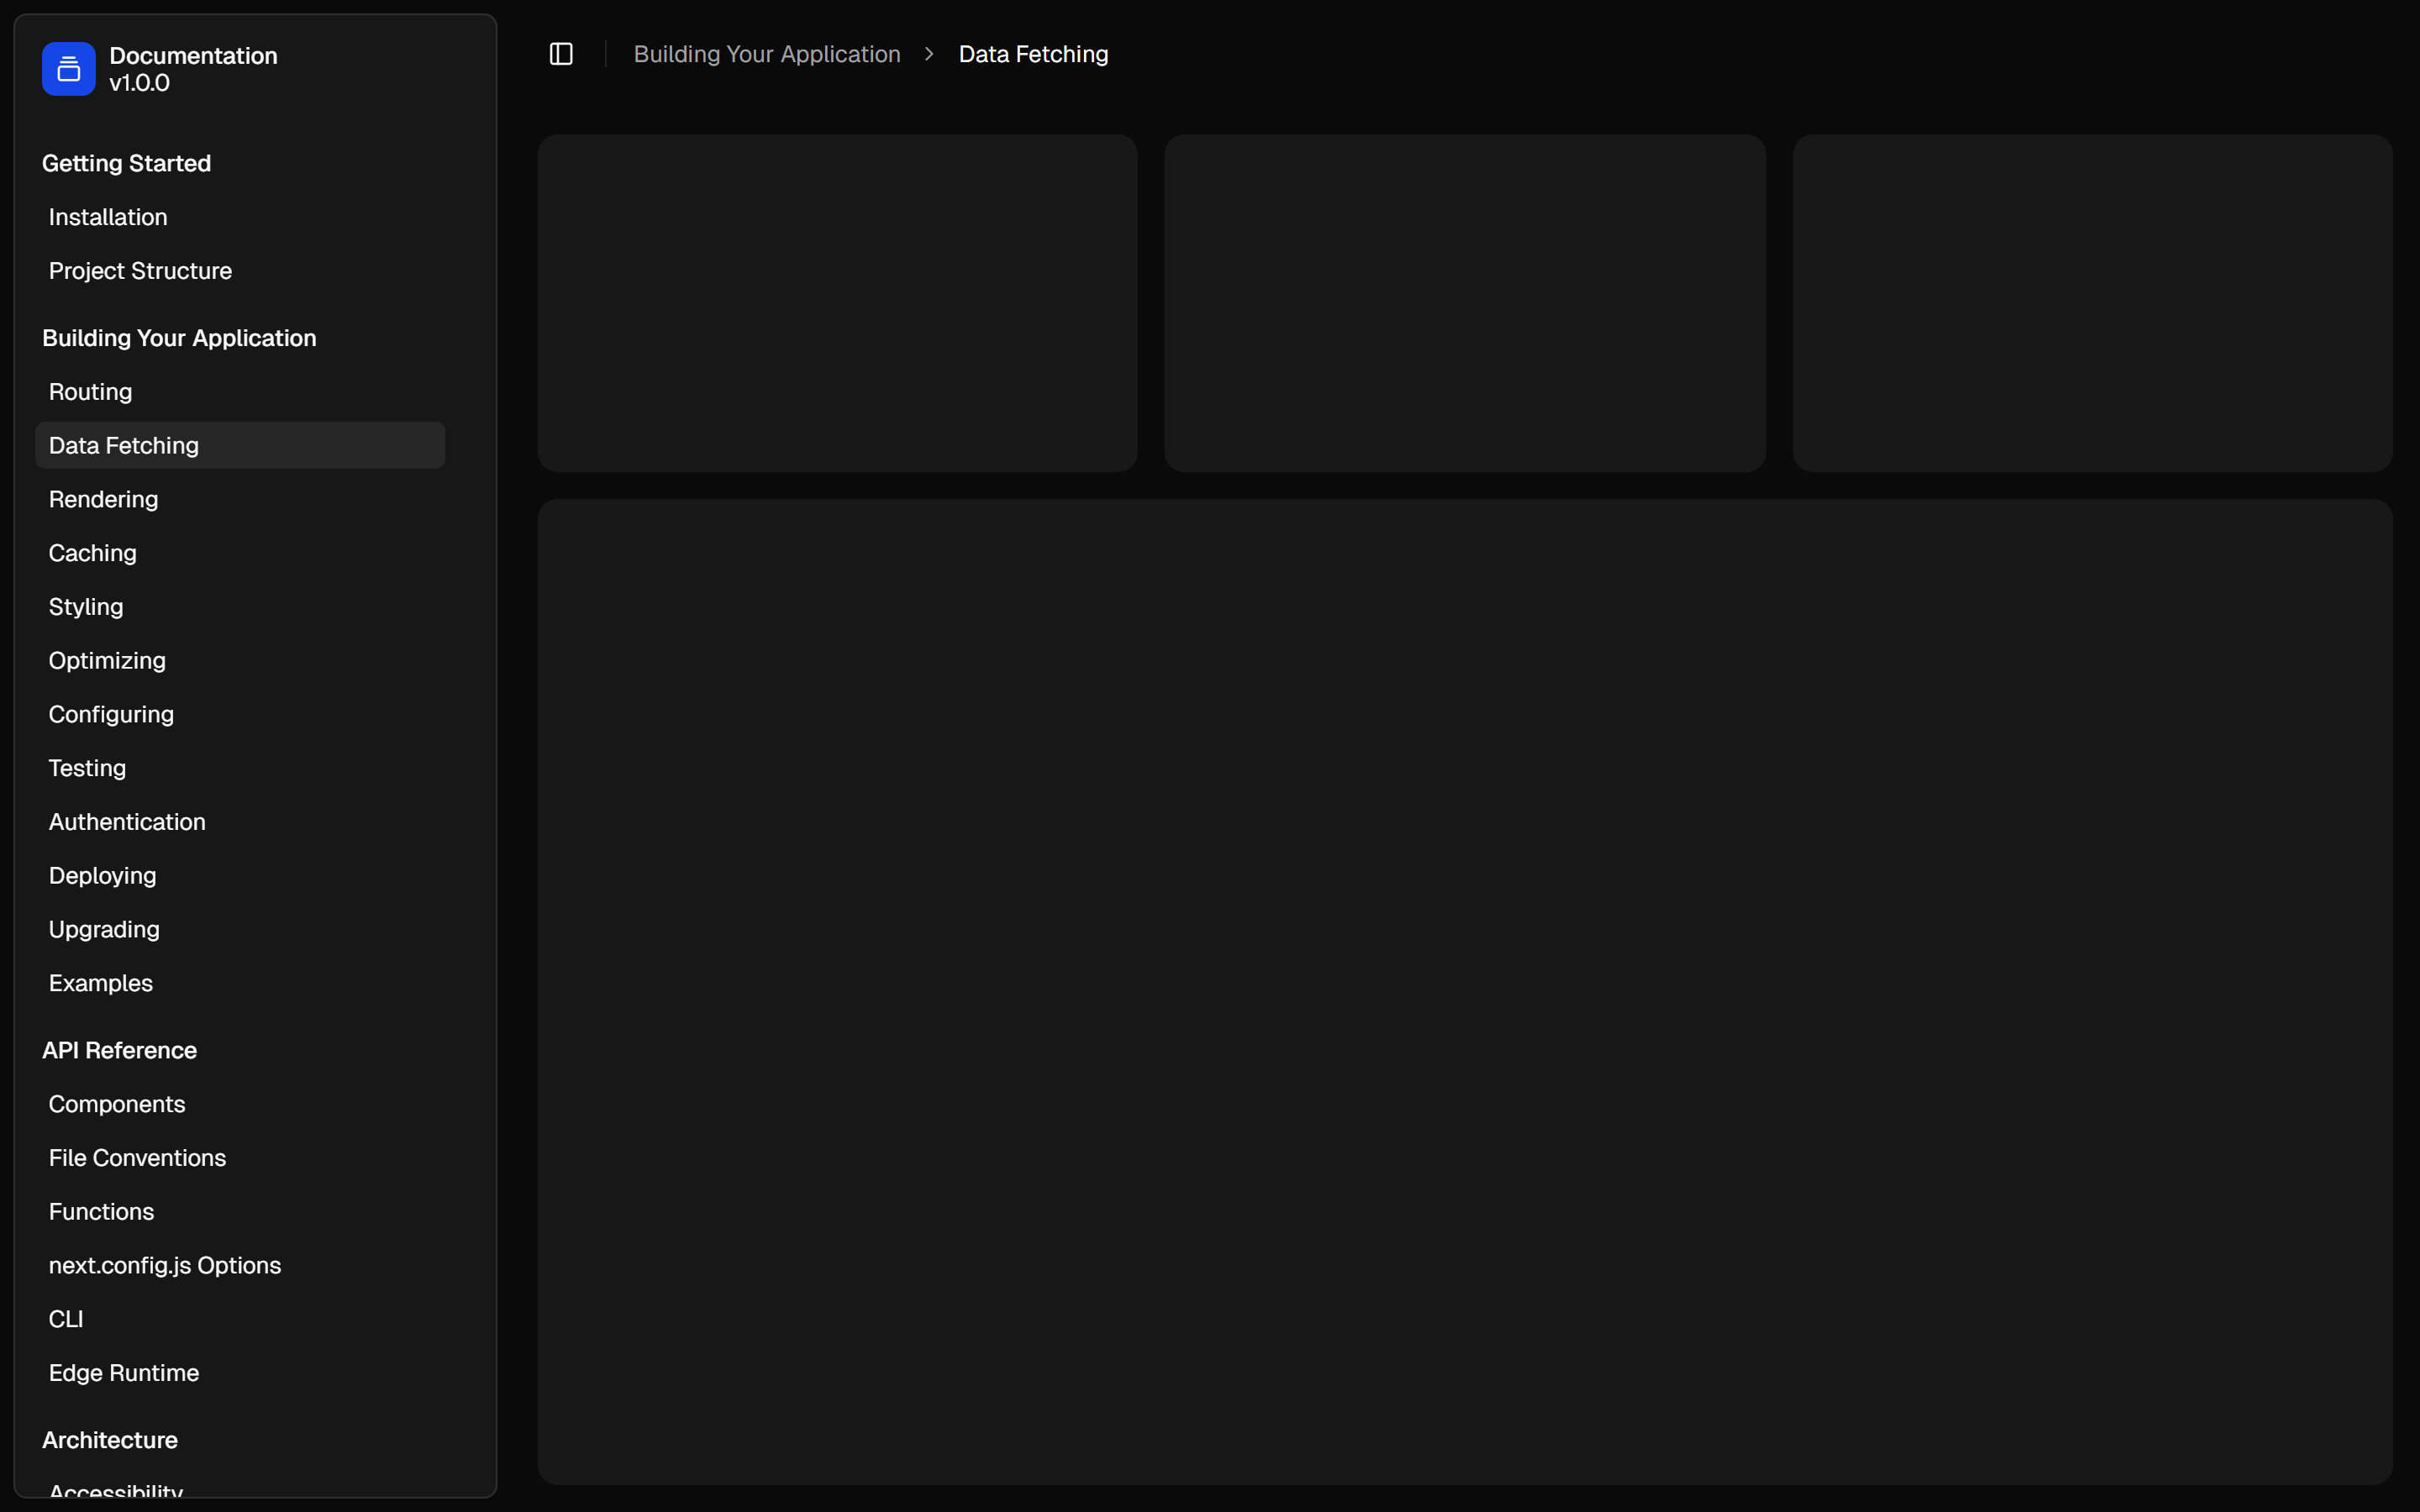 Documentation
v1.0.0
Getting Started
Installation
Project Structure
Building Your Application
Routing
Data Fetching
Rendering
Caching
Styling
Optimizing
Configuring
Testing
Authentication
Deploying
Upgrading
Examples
API Reference
Components
File Conventions
Functions
next.config.js Options
CLI
Edge Runtime
Architecture
Accessibility
Building Your Application
Data Fetching